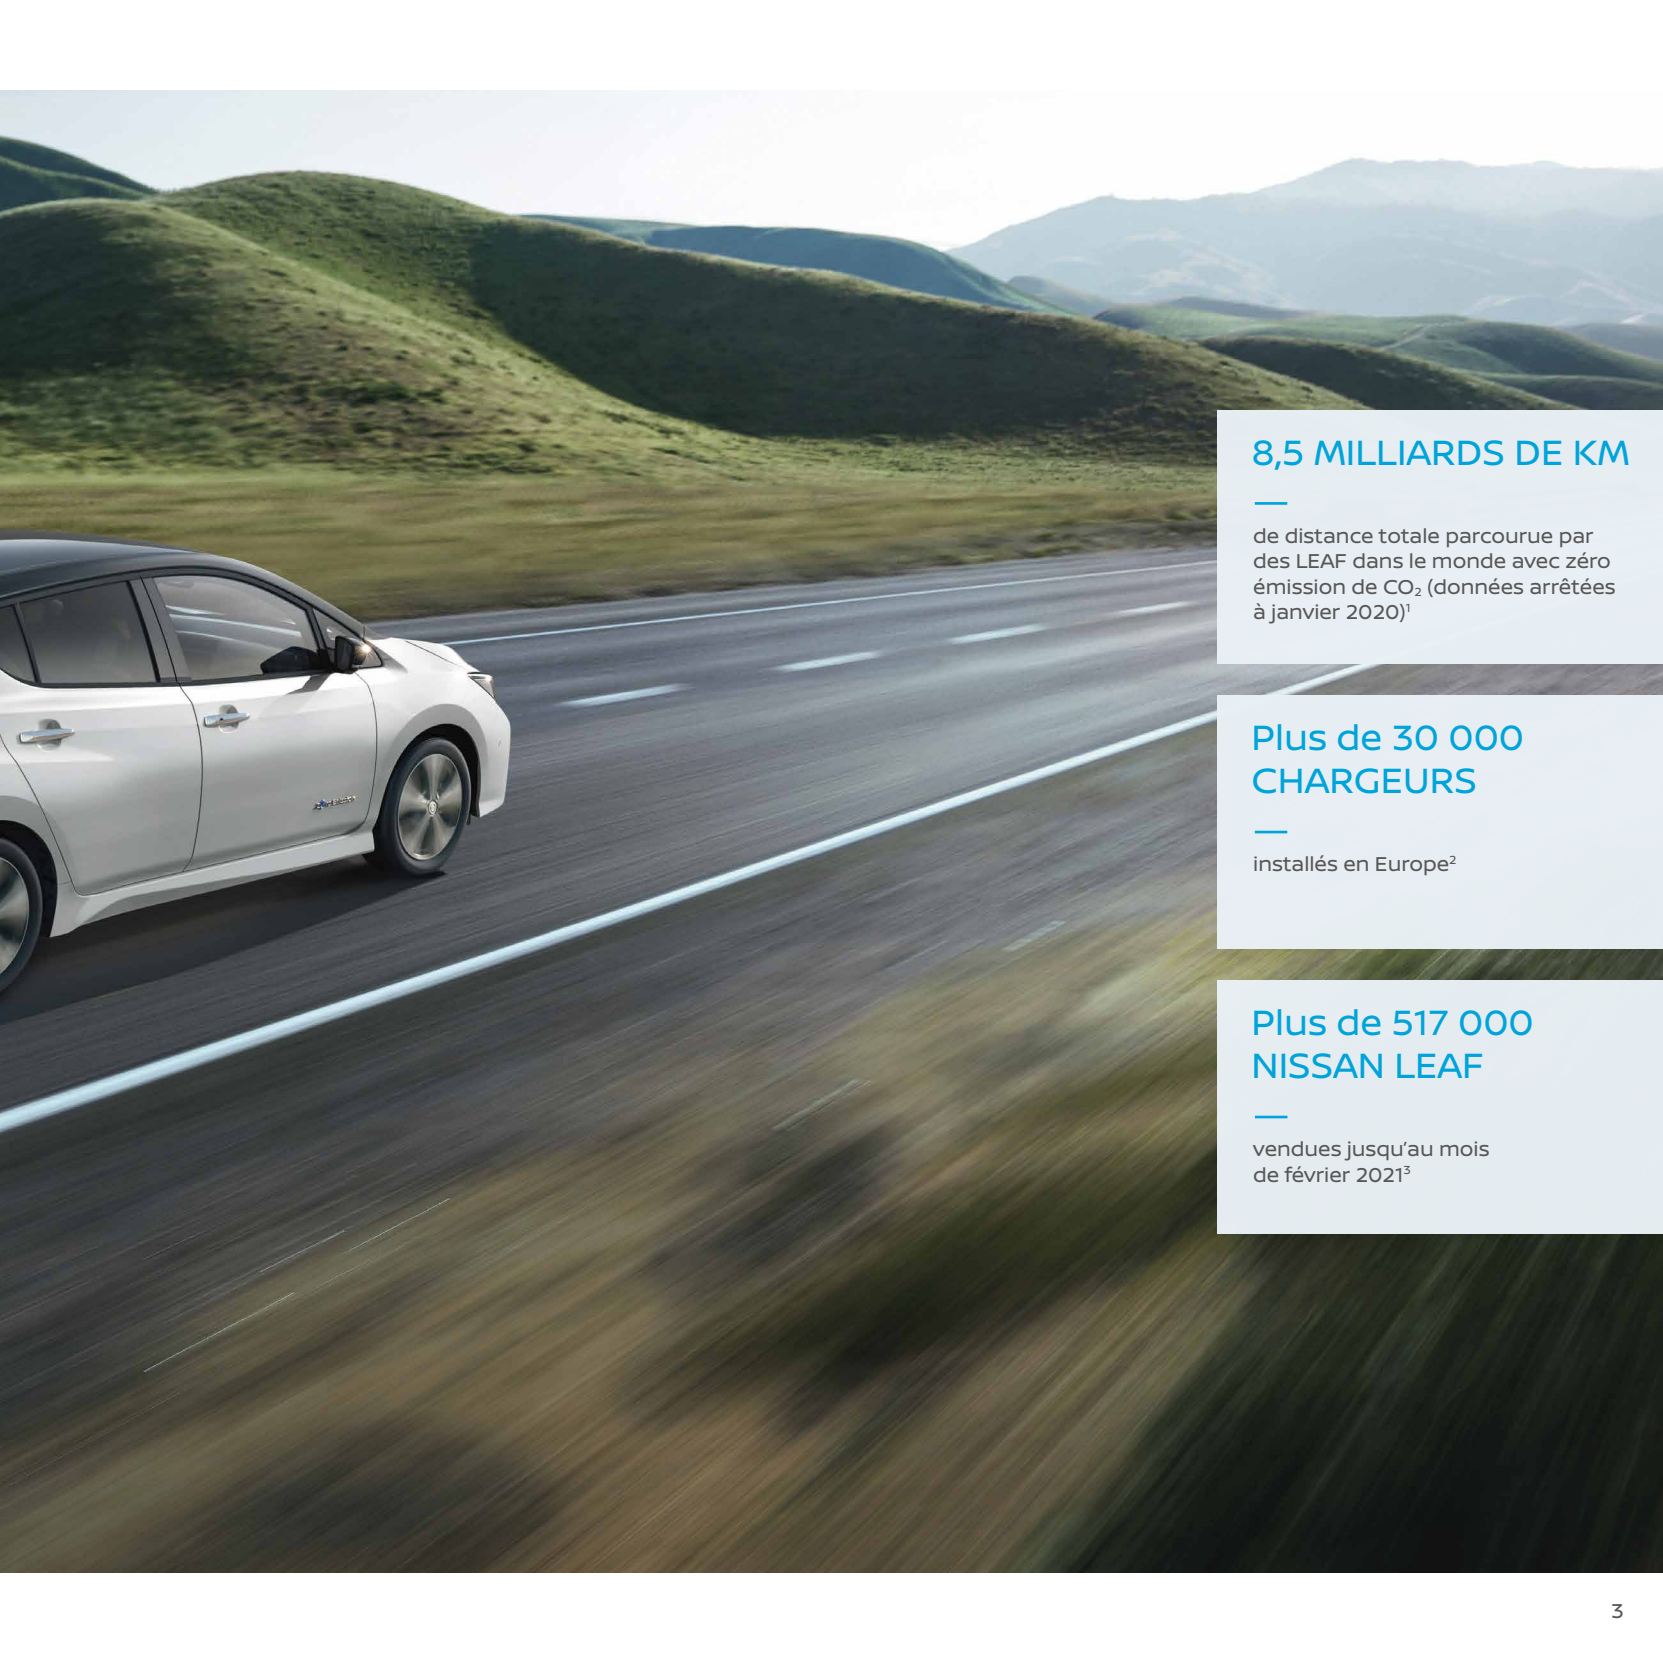 8,5 MILLIARDS DE KM
de distance totale parcourue par
des LEAF dans le monde avec zéro
émission de CO₂ (données arrêtées
à janvier 2020)¹
Plus de 30 000
CHARGEURS
installés en Europe²
Plus de 517 000
NISSAN LEAF
vendues jusqu’au mois
de février 2021³
3